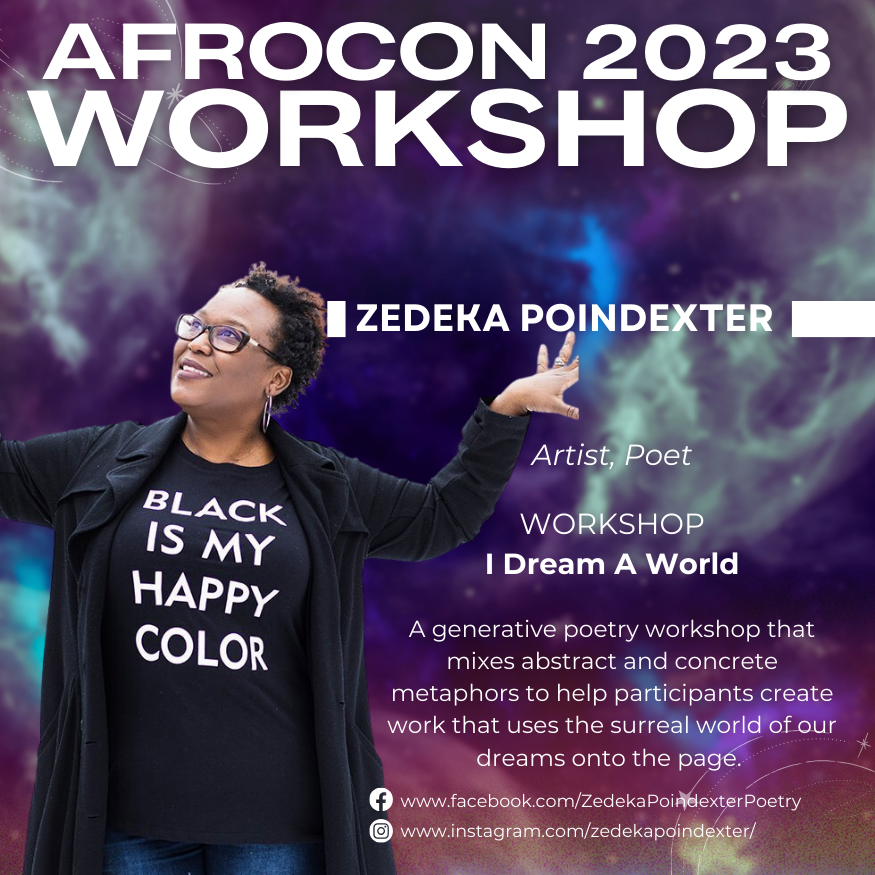 AFROCON 2023
WORKSHOP
ZEDEKA POINDEXTER
Artist, Poet
WORKSHOP
I Dream A World
BLACK
IS MY
HAPPY
COLOR
A generative poetry workshop that
mixes abstract and concrete
metaphors to help participants create
work that uses the surreal world of our
dreams onto the page.
www.facebook.com/ZedekaPoindexterPoetry
www.instagram.com/zedekapoindexter/